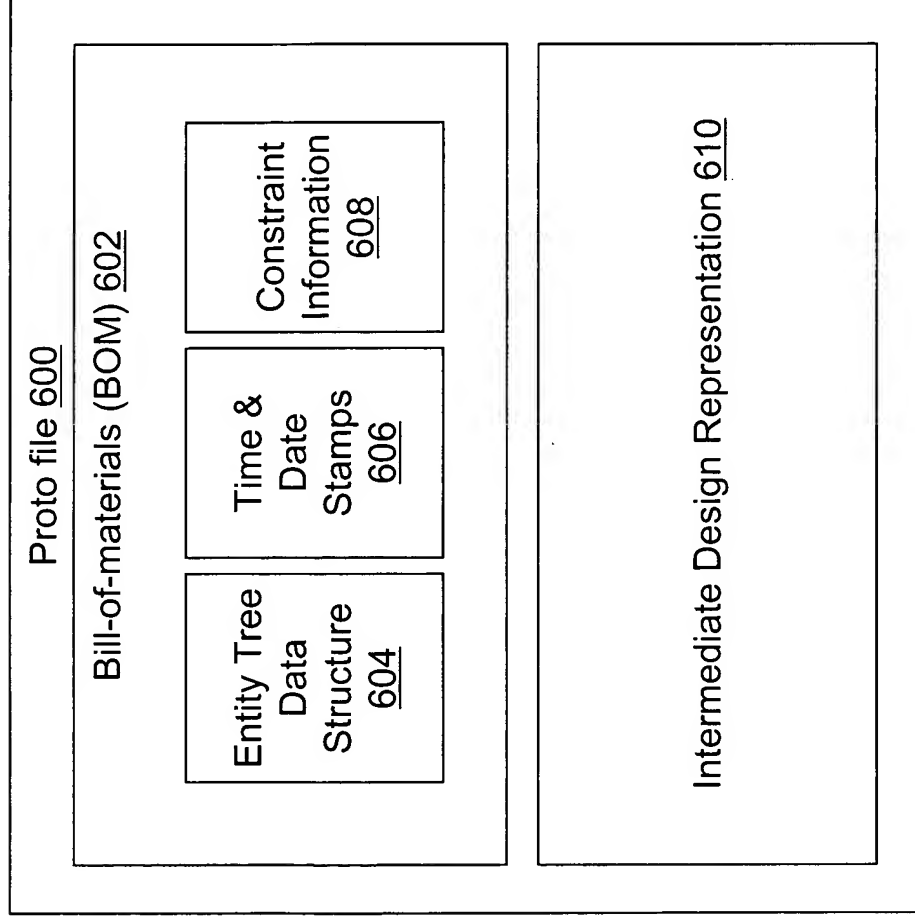 Proto file 600
Bill-of-materials (BOM) 602
Entity Tree
Data
Structure
604
Time &
Date
Stamps
606
Constraint
Information
608
Intermediate Design Representation 610